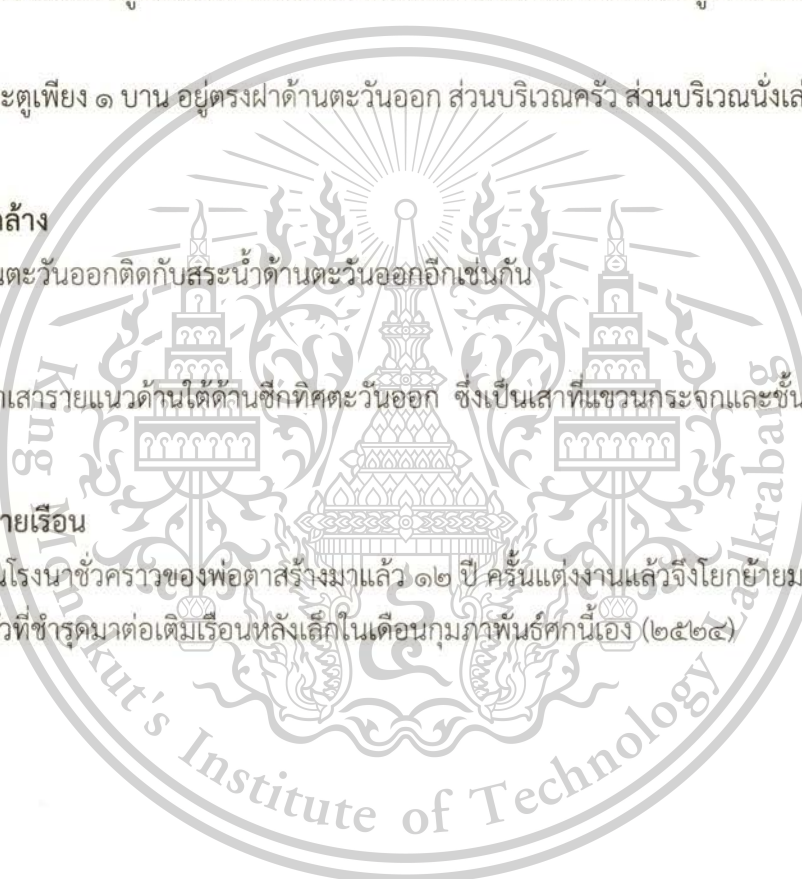 ะตูเพียง ๑ บาน อยู่ตรงฝาด้านตะวันออก ส่วนบริเวณครัว ส่วนบริเวณนั่งเล่
ล้าง
นตะวันออกติดกับสระน้ำด้านตะวันออกอีกเช่นกัน
าเสารายแนวด้านใต้ด้านซีกทิศตะวันออก ซึ่งเป็นเสาที่แขวนกระจกและชั้น
ายเรือน
นโรงนาชั่วคราวของพ่อตาสร้างมาแล้ว ๑๒ ปี ครั้นแต่งงานแล้วจึงโยกย้ายม
วที่ชำรุดมาต่อเติมเรือนหลังเล็กในเดือนกุมภาพันธ์ศกนี้เอง (๒๕๒๔)
King Mongkut's Institute of Technology Ladkrabang